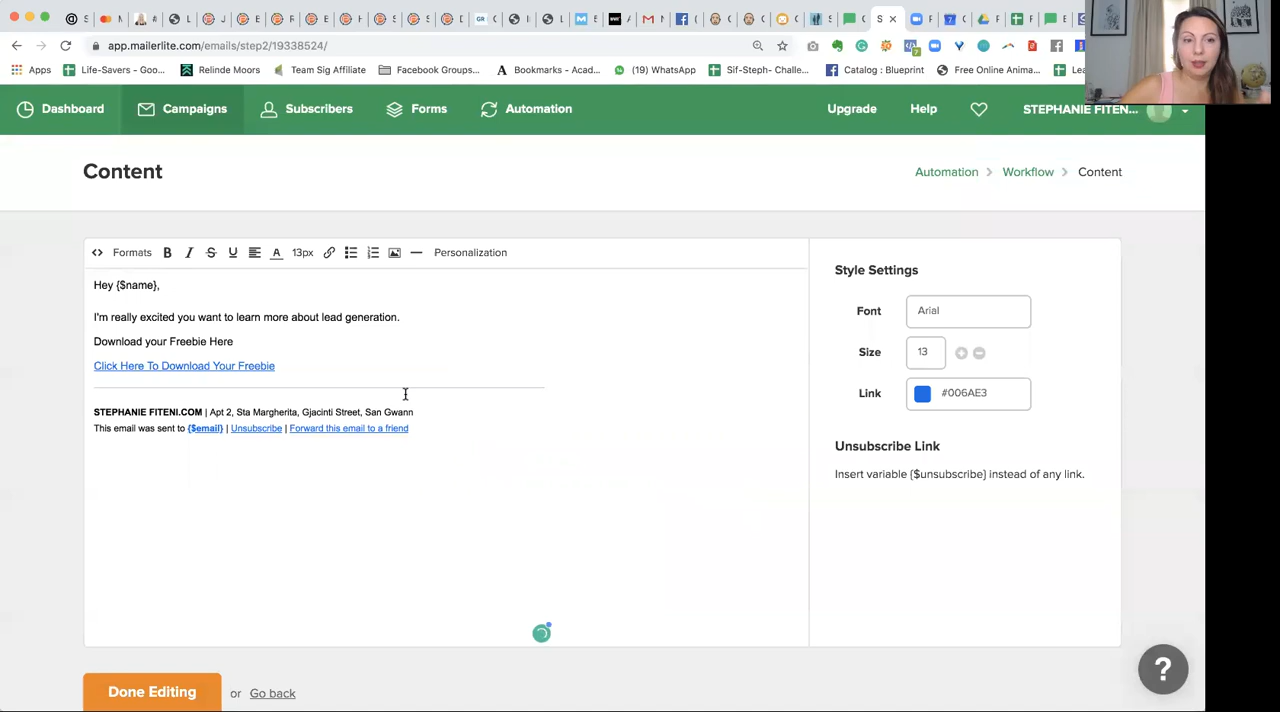 app.mailerlite.com/emails/step2/19338524/
Apps Life-Savers - Goo... Relinde Moors Team Sig Affiliate Facebook Groups... Bookmarks - Acad... (19) WhatsApp Sif-Steph- Challe... Catalog : Blueprint Free Online Anima...
Dashboard Campaigns Subscribers Forms Automation Upgrade Help STEPHANIE FITEN...
Content
Automation > Workflow > Content
Formats B I S U A 13px Personalization
Hey {$name},
I'm really excited you want to learn more about lead generation.
Download your Freebie Here
Click Here To Download Your Freebie
STEPHANIE FITENI.COM | Apt 2, Sta Margherita, Gjacinti Street, San Gwann
This email was sent to {$email} | Unsubscribe | Forward this email to a friend
Style Settings
Font Arial
Size 13
Link #006AE3
Unsubscribe Link
Insert variable {$unsubscribe} instead of any link.
Done Editing or Go back
?